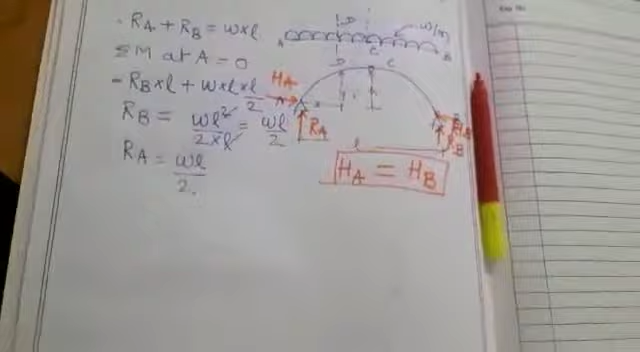 R_A + R_B = w×l
ΣM at A = 0
- R_B×l + w×l×l/2
R_B = wl²/2×l = wl/2
R_A = wl/2.
D
w/m
A
C
B
D
C
H_A
x
R_A
R_B
l
H_A = H_B